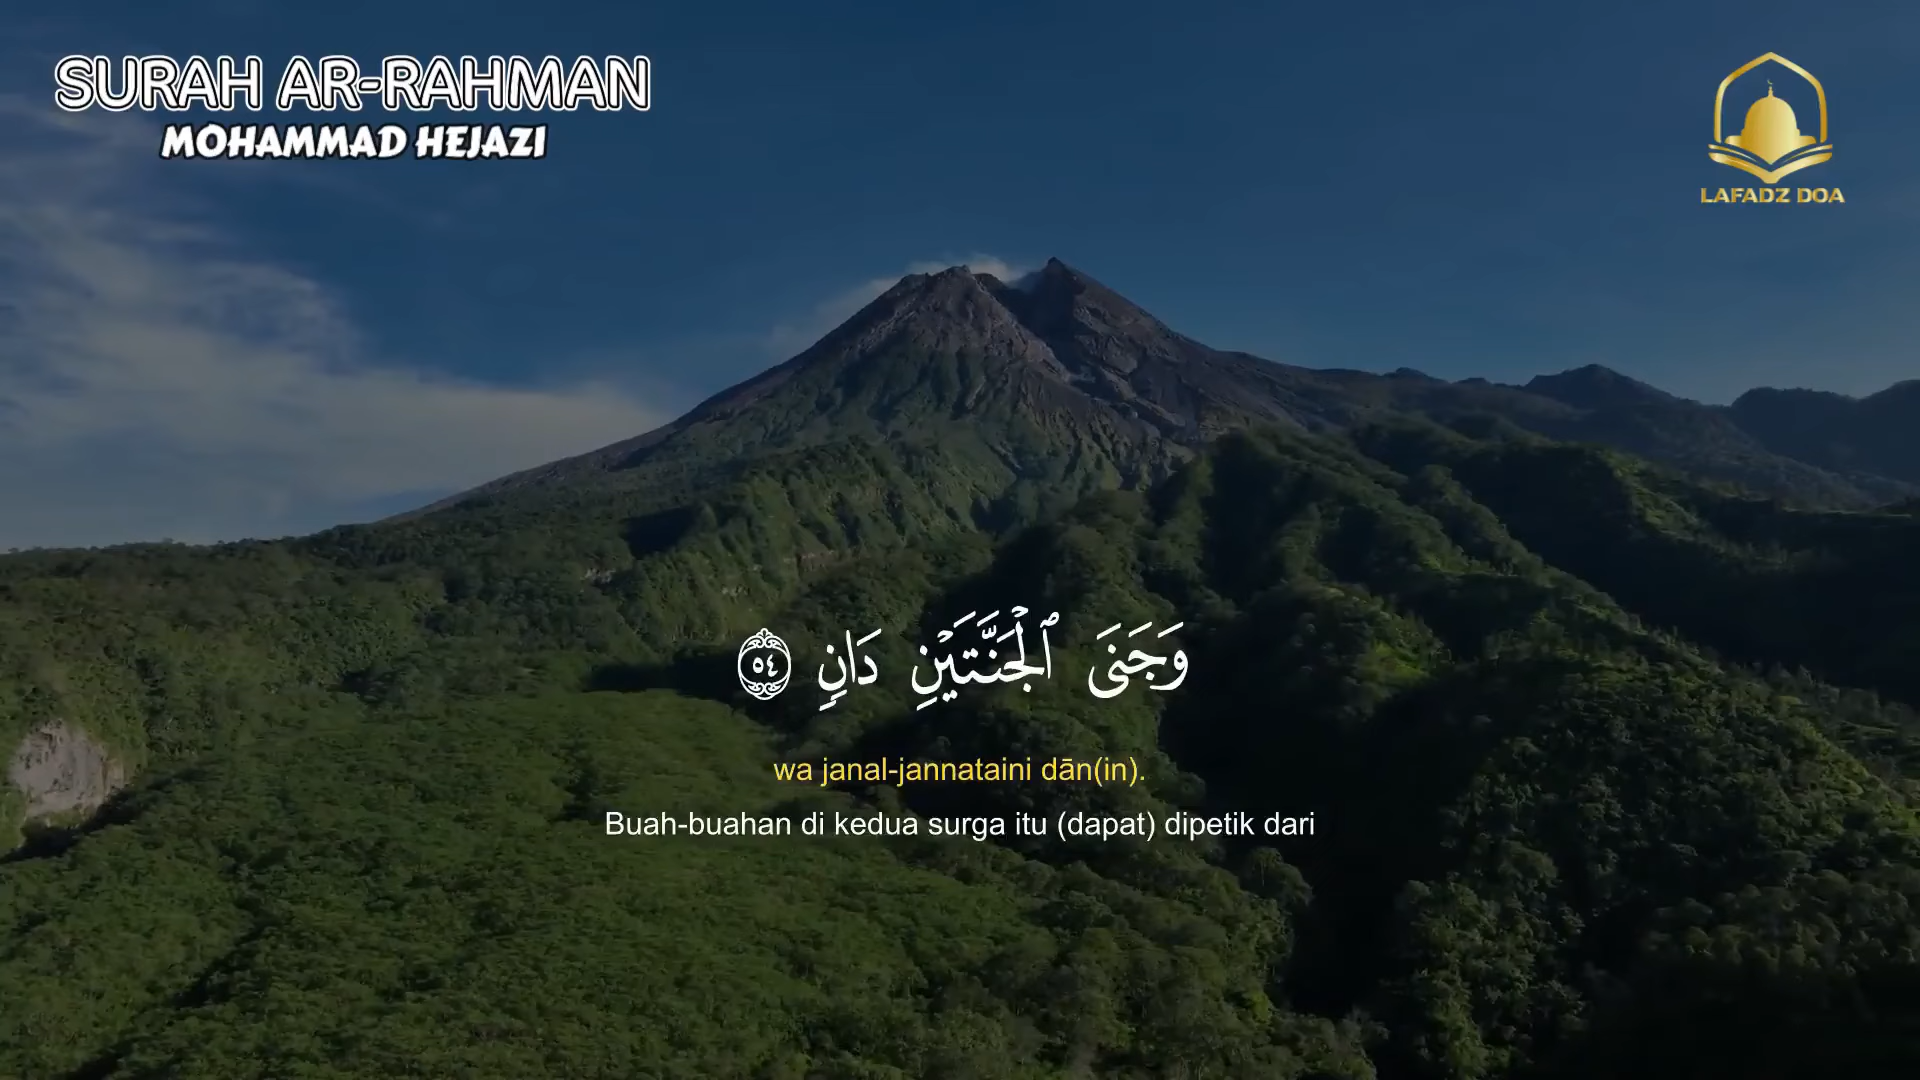 SURAH AR-RAHMAN
MOHAMMAD HEJAZI
LAFADZ DOA
وَجَنَى ٱلْجَنَّتَيْنِ دَانٍ ٥٤
wa janal-jannataini dān(in).
Buah-buahan di kedua surga itu (dapat) dipetik dari